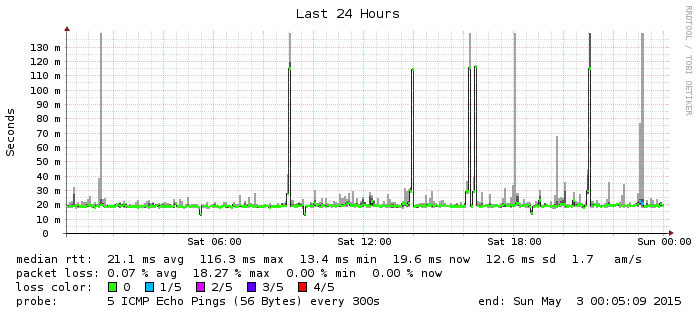 Last 24 Hours
RRDTOOL / TOBI OETIKER
Seconds
130 m
120 m
110 m
100 m
90 m
80 m
70 m
60 m
50 m
40 m
30 m
20 m
10 m
0
Sat 06:00 Sat 12:00 Sat 18:00 Sun 00:00
median rtt: 21.1 ms avg 116.3 ms max 13.4 ms min 19.6 ms now 12.6 ms sd 1.7 am/s
packet loss: 0.07 % avg 18.27 % max 0.00 % min 0.00 % now
loss color: 0 1/5 2/5 3/5 4/5
probe: 5 ICMP Echo Pings (56 Bytes) every 300s end: Sun May 3 00:05:09 2015